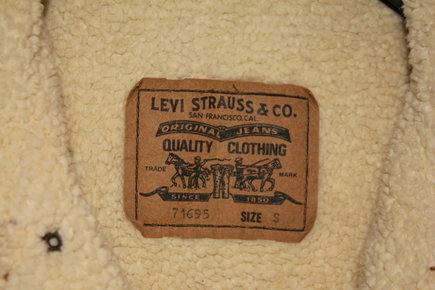 LEVI STRAUSS & CO.
SAN FRANCISCO, CAL.
ORIGINAL JEANS
QUALITY CLOTHING
TRADE MARK
SINCE 1850
71695 SIZE S